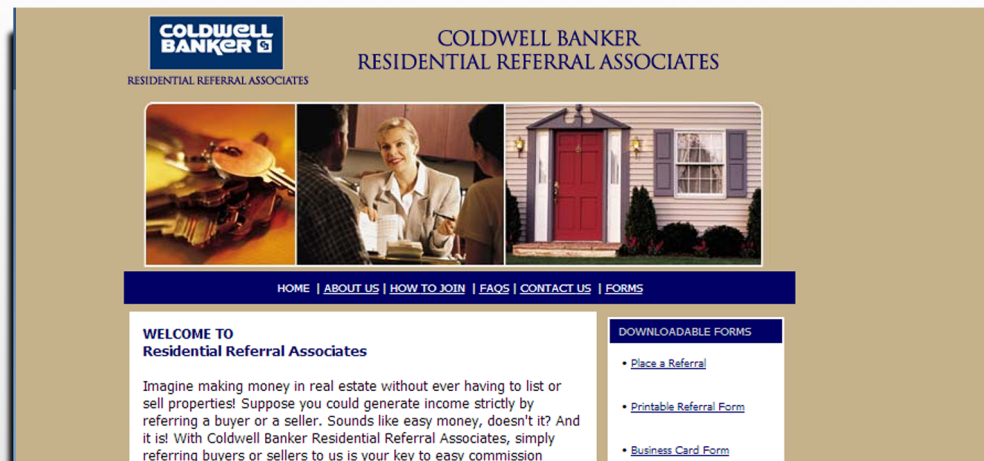 COLDWELL
BANKER
RESIDENTIAL REFERRAL ASSOCIATES
COLDWELL BANKER
RESIDENTIAL REFERRAL ASSOCIATES
HOME | ABOUT US | HOW TO JOIN | FAQS | CONTACT US | FORMS
WELCOME TO
Residential Referral Associates
Imagine making money in real estate without ever having to list or
sell properties! Suppose you could generate income strictly by
referring a buyer or a seller. Sounds like easy money, doesn't it? And
it is! With Coldwell Banker Residential Referral Associates, simply
referring buyers or sellers to us is your key to easy commission
DOWNLOADABLE FORMS
• Place a Referral
• Printable Referral Form
• Business Card Form